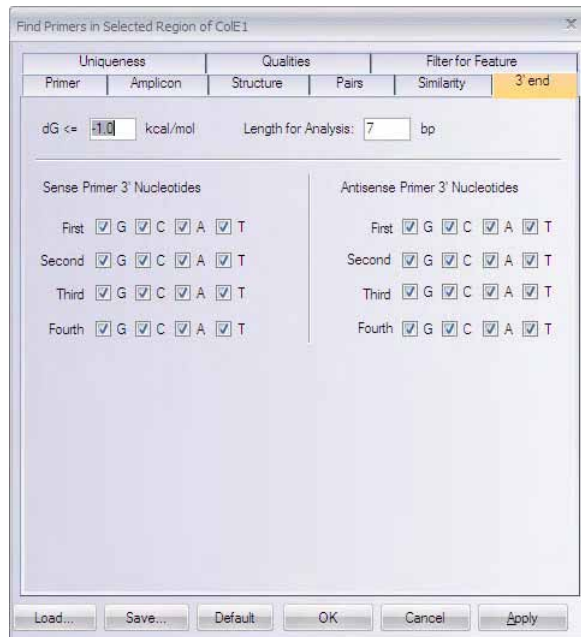 Find Primers in Selected Region of ColE1
Uniqueness Qualities Filter for Feature
Primer Amplicon Structure Pairs Similarity 3' end
dG <= -1.0 kcal/mol Length for Analysis: 7 bp
Sense Primer 3' Nucleotides Antisense Primer 3' Nucleotides
First G C A T First G C A T
Second G C A T Second G C A T
Third G C A T Third G C A T
Fourth G C A T Fourth G C A T
Load... Save... Default OK Cancel Apply